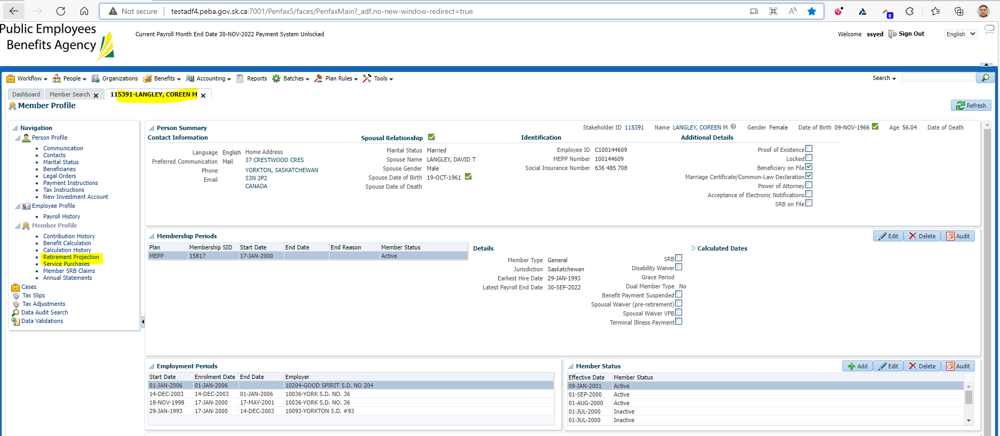 Not secure | testadf4.peba.gov.sk.ca:7001/Penfax5/faces/PenfaxMain?_adf.no-new-window-redirect=true
0
Public Employees
Benefits Agency
Current Payroll Month End Date 30-NOV-2022 Payment System Unlocked
Welcome ssyed Sign Out English
Workflow People Organizations Benefits Accounting Reports Batches Plan Rules Tools Search
Dashboard Member Search 115391-LANGLEY, COREEN M
Member Profile
Refresh
Navigation
Person Profile
Communication
Contacts
Marital Status
Beneficiaries
Legal Orders
Payment Instructions
Tax Instructions
New Investment Account
Employee Profile
Payroll History
Member Profile
Contribution History
Benefit Calculation
Calculation History
Retirement Projection
Service Purchases
Member SRB Claims
Annual Statements
Cases
Tax Slips
Tax Adjustments
Data Audit Search
Data Validations
Person Summary
Stakeholder ID 115391 Name LANGLEY, COREEN M Gender Female Date of Birth 09-NOV-1966 Age 56.04 Date of Death
Contact Information
Language English
Preferred Communication Mail
Phone
Email
Home Address
37 CRESTWOOD CRES
YORKTON, SASKATCHEWAN
S3N 2P2
CANADA
Spousal Relationship
Marital Status Married
Spouse Name LANGLEY, DAVID T
Spouse Gender Male
Spouse Date of Birth 19-OCT-1961
Spouse Date of Death
Identification
Employee ID C100144609
MEPP Number 100144609
Social Insurance Number 636 485 708
Additional Details
Proof of Existence
Locked
Beneficiary on File
Marriage Certificate/Common-Law Declaration
Power of Attorney
Acceptance of Electronic Notifications
SRB on File
Membership Periods
Edit Delete Audit
Plan Membership SID Start Date End Date End Reason Member Status
MEPP 15817 17-JAN-2000 Active
Details
Member Type General
Jurisdiction Saskatchewan
Earliest Hire Date 29-JAN-1993
Latest Payroll End Date 30-SEP-2022
SRB
Disability Waiver
Grace Period
Dual Member Type No
Benefit Payment Suspended
Spousal Waiver (pre-retirement)
Spousal Waiver VPB
Terminal Illness Payment
Calculated Dates
Employment Periods
Start Date Enrolment Date End Date Employer
01-JAN-2006 01-JAN-2006 10204-GOOD SPIRIT S.D. NO 204
14-DEC-2003 14-DEC-2003 01-JAN-2006 10036-YORK S.D. NO. 36
18-NOV-1998 17-JAN-2000 17-MAY-2001 10036-YORK S.D. NO. 36
29-JAN-1993 17-JAN-2000 14-DEC-2003 10093-YORKTON S.D. #93
Member Status
Add Edit Delete Audit
Effective Date Member Status
09-JAN-2001 Active
01-SEP-2000 Active
01-AUG-2000 Active
01-JUL-2000 Inactive
01-JUL-2000 Inactive